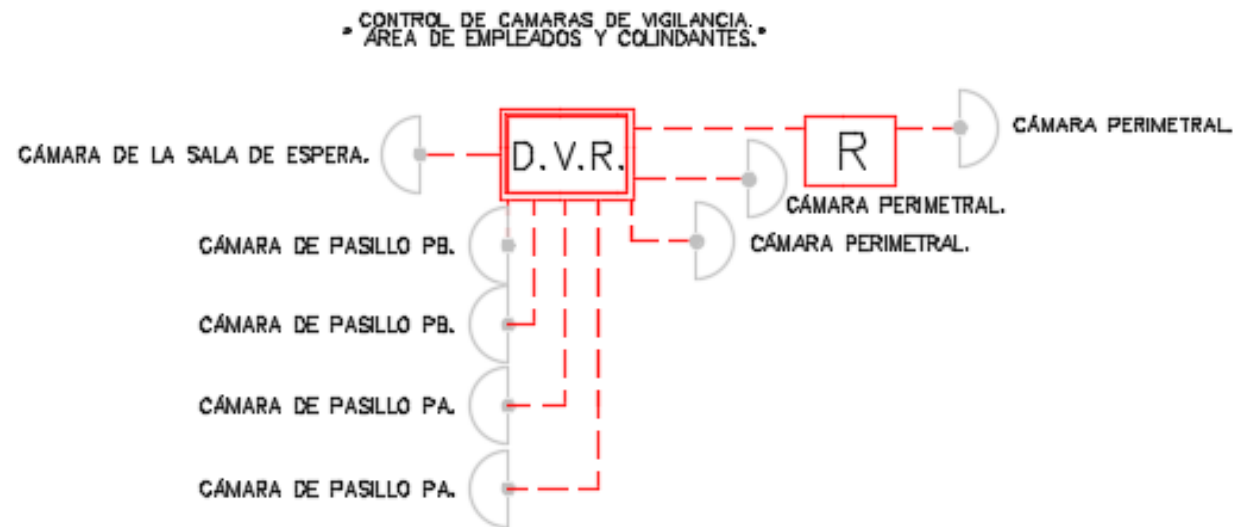 CONTROL DE CAMARAS DE VIGILANCIA.
" ÁREA DE EMPLEADOS Y COLINDANTES."
CÁMARA PERIMETRAL.
CÁMARA DE LA SALA DE ESPERA.
D.V.R.
R
CÁMARA PERIMETRAL.
CÁMARA DE PASILLO PB.
CÁMARA PERIMETRAL.
CÁMARA DE PASILLO PB.
CÁMARA DE PASILLO PA.
CÁMARA DE PASILLO PA.